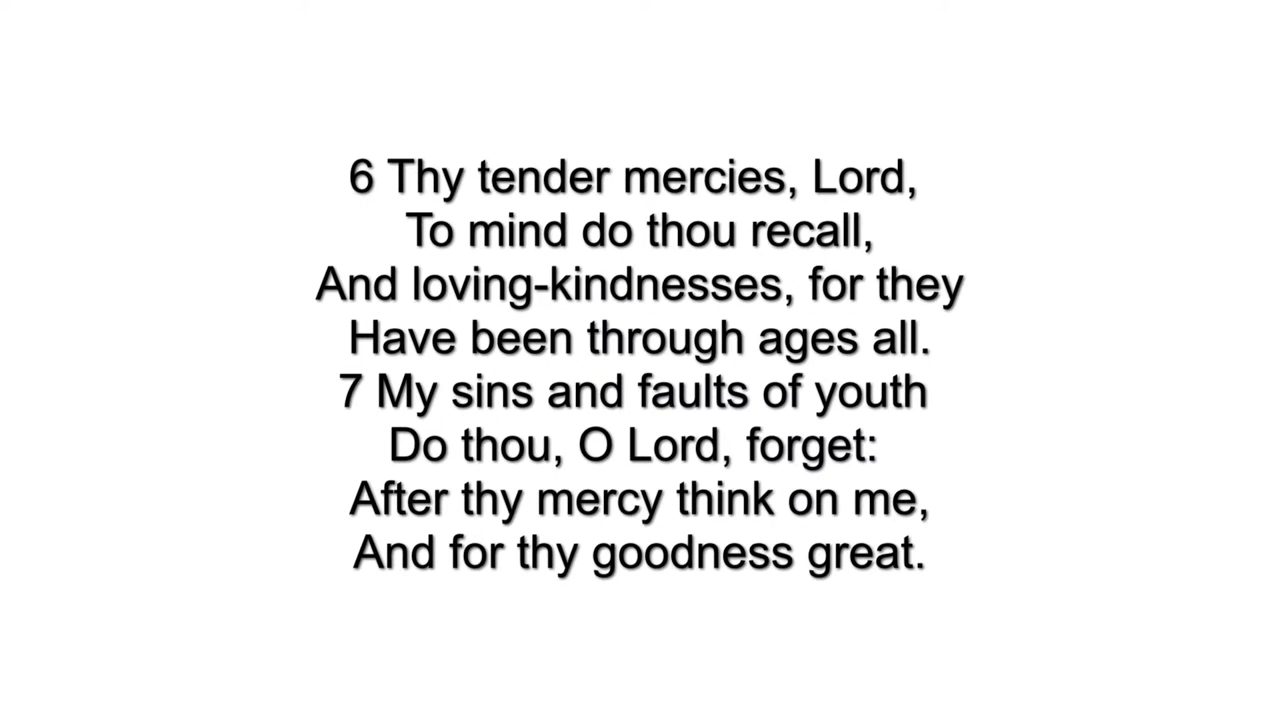 6 Thy tender mercies, Lord,
To mind do thou recall,
And loving-kindnesses, for they
Have been through ages all.
7 My sins and faults of youth
Do thou, O Lord, forget:
After thy mercy think on me,
And for thy goodness great.